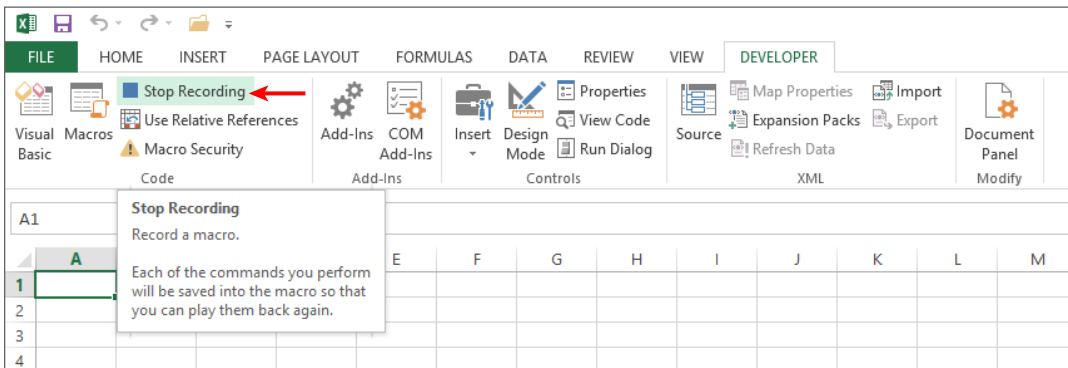 FILE HOME INSERT PAGE LAYOUT FORMULAS DATA REVIEW VIEW DEVELOPER
Stop Recording
Use Relative References
Macro Security
Visual Basic
Macros
Code
Add-Ins
COM Add-Ins
Add-Ins
Insert
Design Mode
Properties
View Code
Run Dialog
Controls
Source
Map Properties
Expansion Packs
Refresh Data
Import
Export
XML
Document Panel
Modify
A1
Stop Recording
Record a macro.
Each of the commands you perform
will be saved into the macro so that
you can play them back again.
A E F G H I J K L M
1
2
3
4